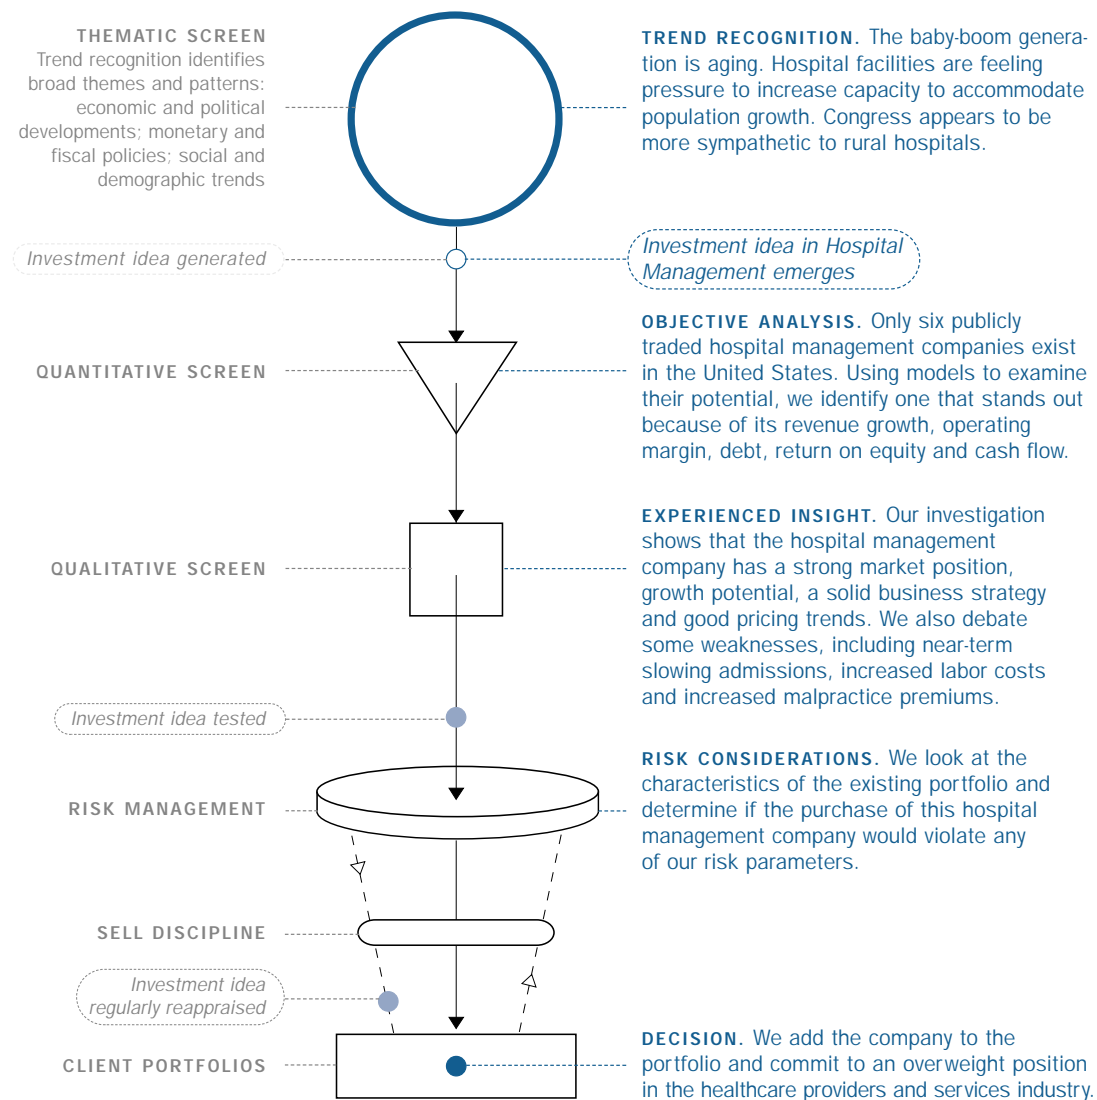 THEMATIC SCREEN
Trend recognition identifies
broad themes and patterns:
economic and political
developments; monetary and
fiscal policies; social and
demographic trends
TREND RECOGNITION. The baby-boom genera-
tion is aging. Hospital facilities are feeling
pressure to increase capacity to accommodate
population growth. Congress appears to be
more sympathetic to rural hospitals.
Investment idea generated
Investment idea in Hospital
Management emerges
QUANTITATIVE SCREEN
OBJECTIVE ANALYSIS. Only six publicly
traded hospital management companies exist
in the United States. Using models to examine
their potential, we identify one that stands out
because of its revenue growth, operating
margin, debt, return on equity and cash flow.
QUALITATIVE SCREEN
EXPERIENCED INSIGHT. Our investigation
shows that the hospital management
company has a strong market position,
growth potential, a solid business strategy
and good pricing trends. We also debate
some weaknesses, including near-term
slowing admissions, increased labor costs
and increased malpractice premiums.
Investment idea tested
RISK MANAGEMENT
RISK CONSIDERATIONS. We look at the
characteristics of the existing portfolio and
determine if the purchase of this hospital
management company would violate any
of our risk parameters.
SELL DISCIPLINE
Investment idea
regularly reappraised
CLIENT PORTFOLIOS
DECISION. We add the company to the
portfolio and commit to an overweight position
in the healthcare providers and services industry.